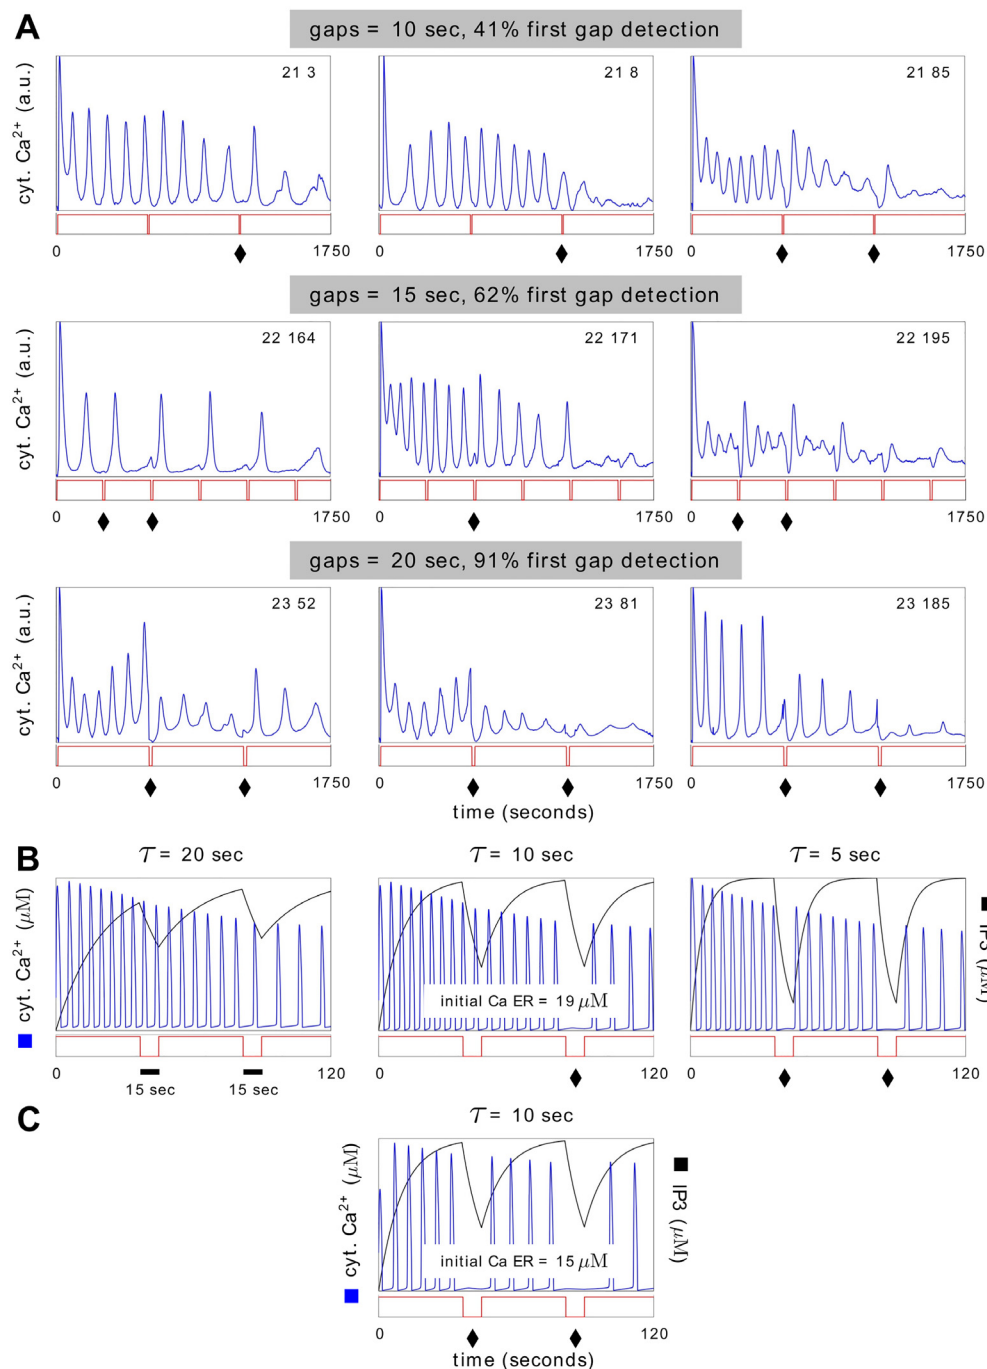 A
gaps = 10 sec, 41% first gap detection
cyt. Ca²⁺ (a.u.)
21 3
21 8
21 85
0 1750 0 1750 0 1750
gaps = 15 sec, 62% first gap detection
cyt. Ca²⁺ (a.u.)
22 164
22 171
22 195
0 1750 0 1750 0 1750
gaps = 20 sec, 91% first gap detection
cyt. Ca²⁺ (a.u.)
23 52
23 81
23 185
0 1750 0 1750 0 1750
time (seconds)
B
τ = 20 sec
τ = 10 sec
τ = 5 sec
cyt. Ca²⁺ (μM)
IP3 (μM)
initial Ca ER = 19 μM
0 120 0 120 0 120
15 sec 15 sec
C
τ = 10 sec
cyt. Ca²⁺ (μM)
IP3 (μM)
initial Ca ER = 15 μM
0 120
time (seconds)